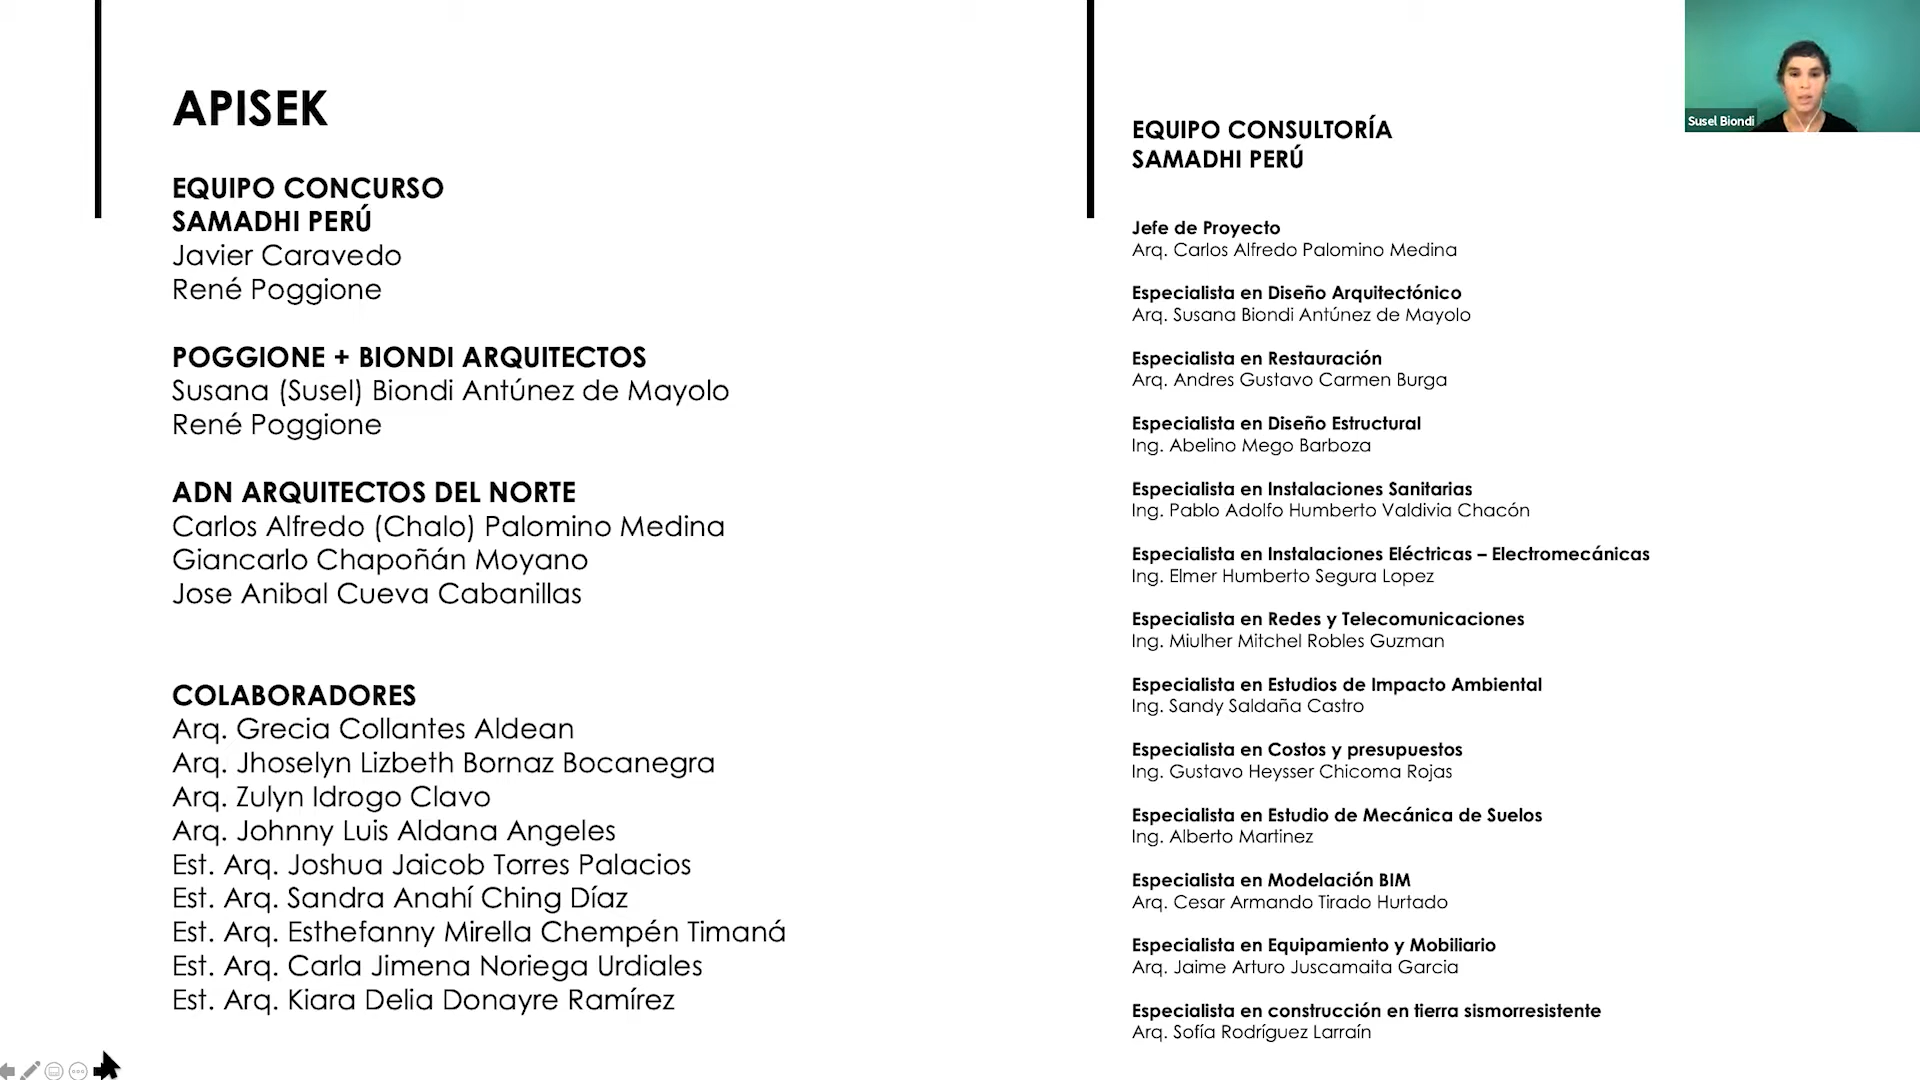 APISEK
EQUIPO CONCURSO
SAMADHI PERÚ
Javier Caravedo
René Poggione
POGGIONE + BIONDI ARQUITECTOS
Susana (Susel) Biondi Antúnez de Mayolo
René Poggione
ADN ARQUITECTOS DEL NORTE
Carlos Alfredo (Chalo) Palomino Medina
Giancarlo Chapoñán Moyano
Jose Anibal Cueva Cabanillas
COLABORADORES
Arq. Grecia Collantes Aldean
Arq. Jhoselyn Lizbeth Bornaz Bocanegra
Arq. Zulyn Idrogo Clavo
Arq. Johnny Luis Aldana Angeles
Est. Arq. Joshua Jaicob Torres Palacios
Est. Arq. Sandra Anahí Ching Díaz
Est. Arq. Esthefanny Mirella Chempén Timaná
Est. Arq. Carla Jimena Noriega Urdiales
Est. Arq. Kiara Delia Donayre Ramírez
EQUIPO CONSULTORÍA
SAMADHI PERÚ
Jefe de Proyecto
Arq. Carlos Alfredo Palomino Medina
Especialista en Diseño Arquitectónico
Arq. Susana Biondi Antúnez de Mayolo
Especialista en Restauración
Arq. Andres Gustavo Carmen Burga
Especialista en Diseño Estructural
Ing. Abelino Mego Barboza
Especialista en Instalaciones Sanitarias
Ing. Pablo Adolfo Humberto Valdivia Chacón
Especialista en Instalaciones Eléctricas – Electromecánicas
Ing. Elmer Humberto Segura Lopez
Especialista en Redes y Telecomunicaciones
Ing. Miulher Mitchel Robles Guzman
Especialista en Estudios de Impacto Ambiental
Ing. Sandy Saldaña Castro
Especialista en Costos y presupuestos
Ing. Gustavo Heysser Chicoma Rojas
Especialista en Estudio de Mecánica de Suelos
Ing. Alberto Martinez
Especialista en Modelación BIM
Arq. Cesar Armando Tirado Hurtado
Especialista en Equipamiento y Mobiliario
Arq. Jaime Arturo Juscamaita Garcia
Especialista en construcción en tierra sismorresistente
Arq. Sofía Rodríguez Larraín
Susel Biondi